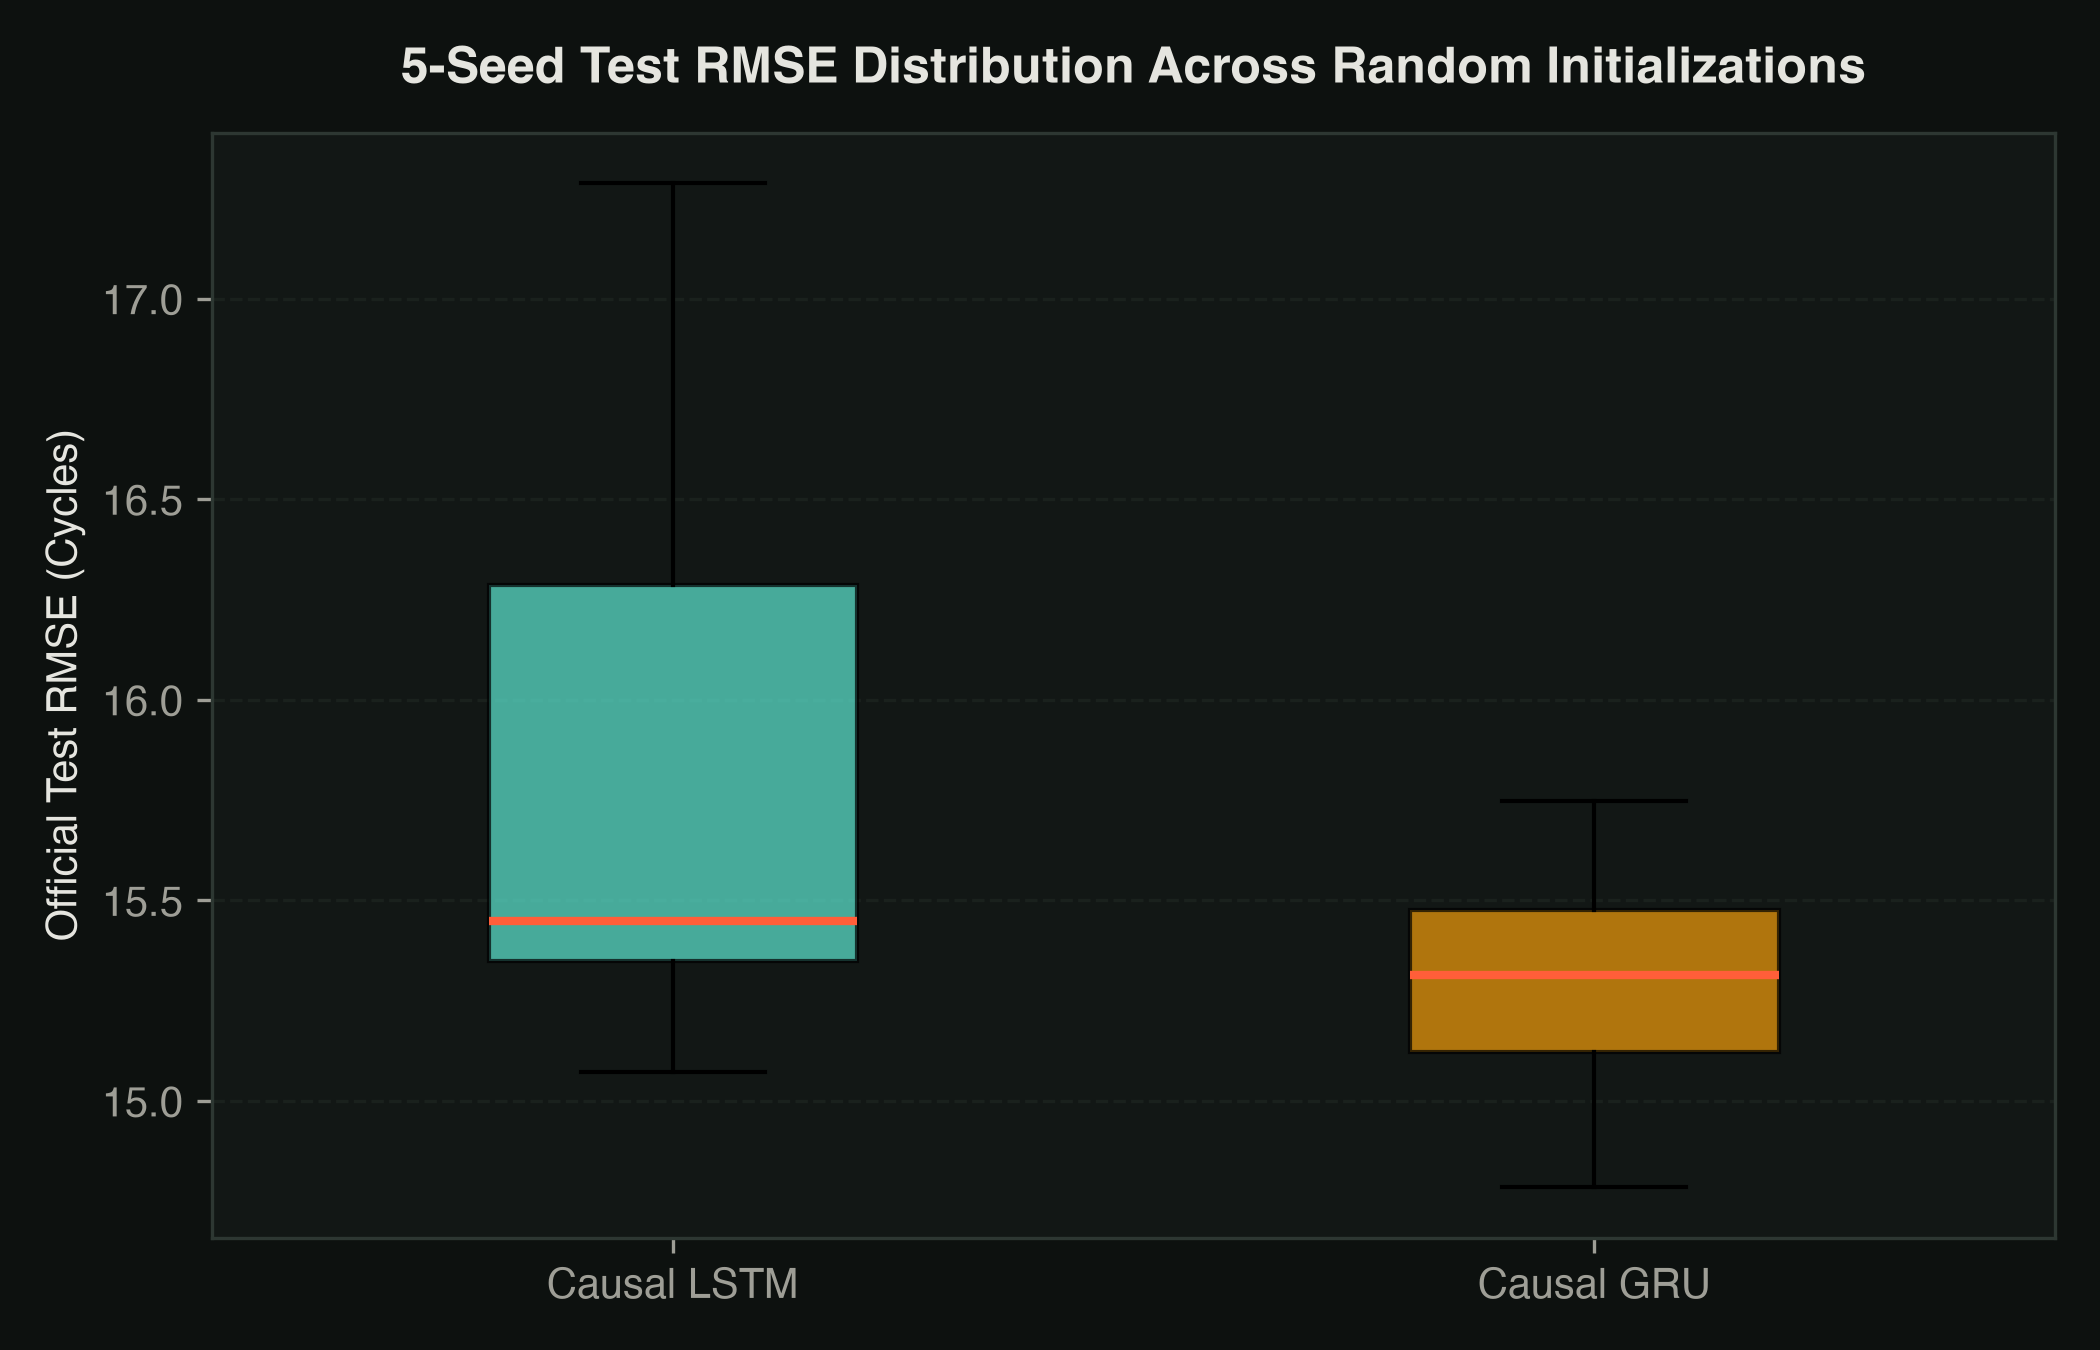 5-Seed Test RMSE Distribution Across Random Initializations
Official Test RMSE (Cycles)
17.0
16.5
16.0
15.5
15.0
Causal LSTM
Causal GRU